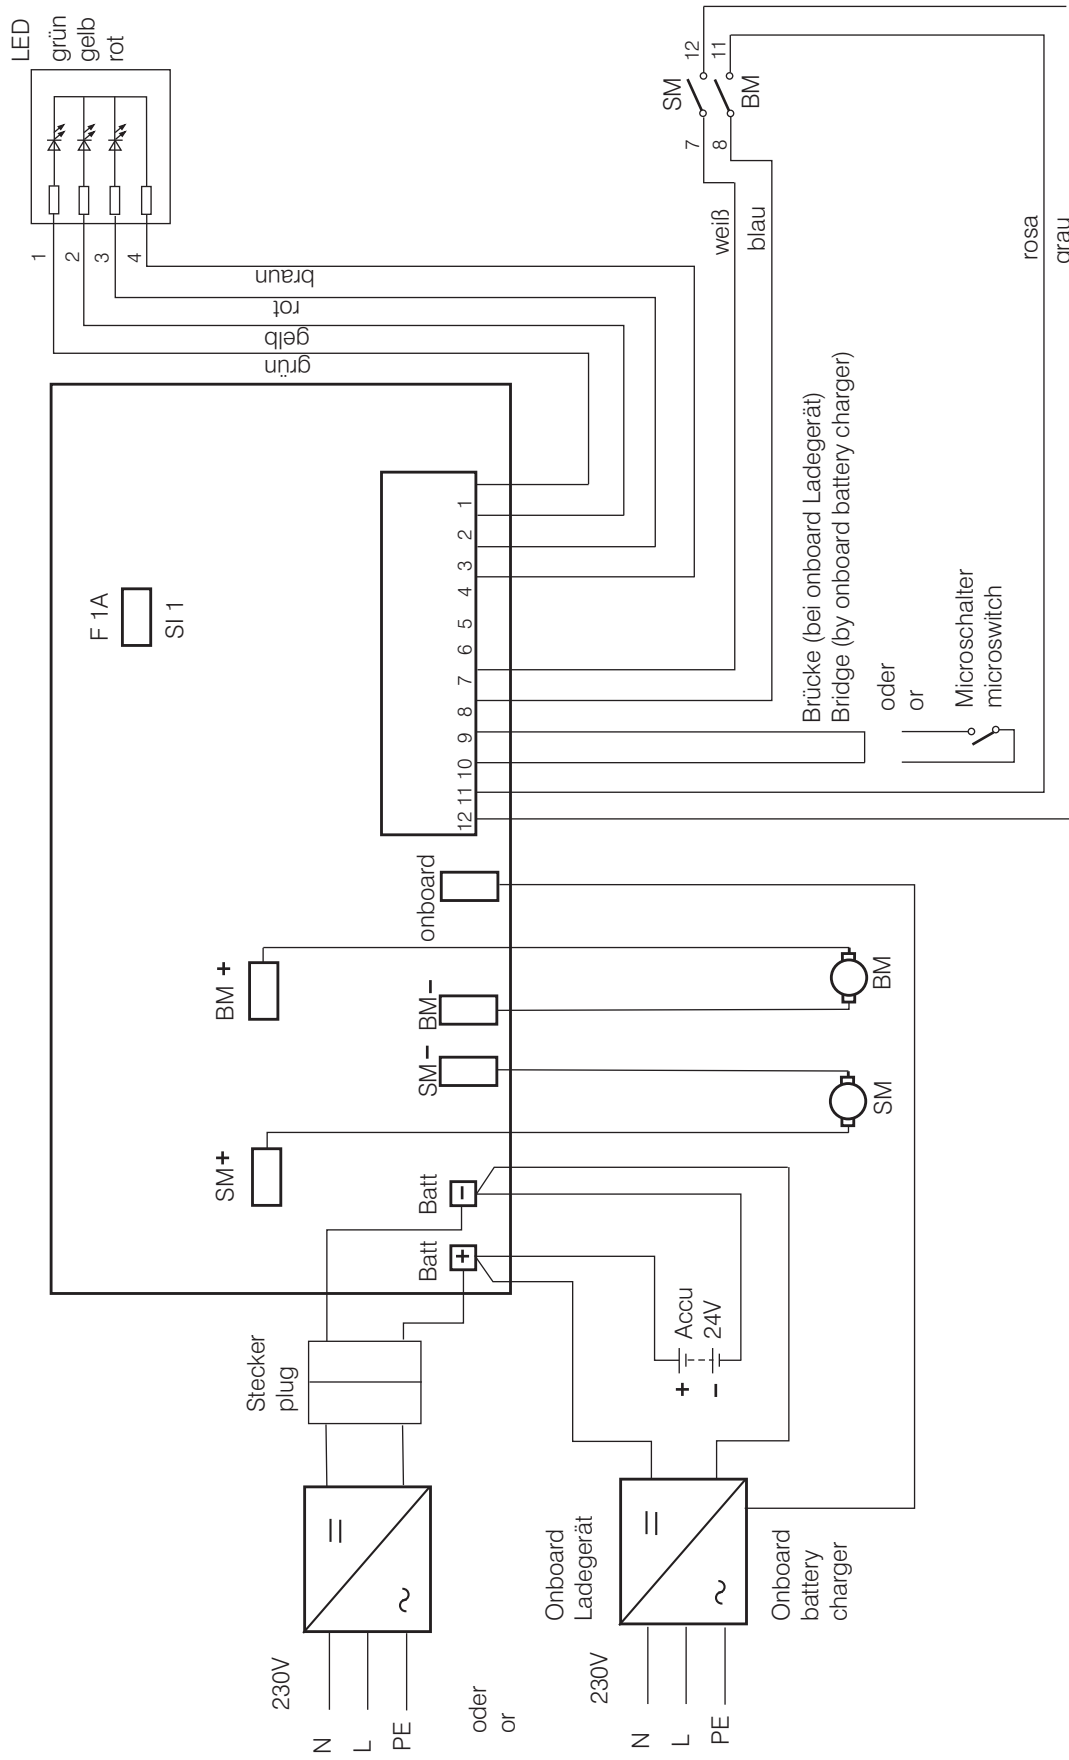 LED
grün
gelb
rot
1
2
3
4
braun
rot
gelb
grün
12
11
SM
BM
7
8
weiß
blau
rosa
grau
F 1A
SI 1
1
2
3
4
5
6
7
8
9
10
11
12
Brücke (bei onboard Ladegerät)
Bridge (by onboard battery charger)
oder
or
Microschalter
microswitch
onboard
BM +
BM –
SM –
SM +
BM
SM
Batt
–
Batt
+
Stecker
plug
Accu
24V
+
–
=
~
230V
N
L
PE
oder
or
Onboard
Ladegerät
=
~
Onboard
battery
charger
230V
N
L
PE